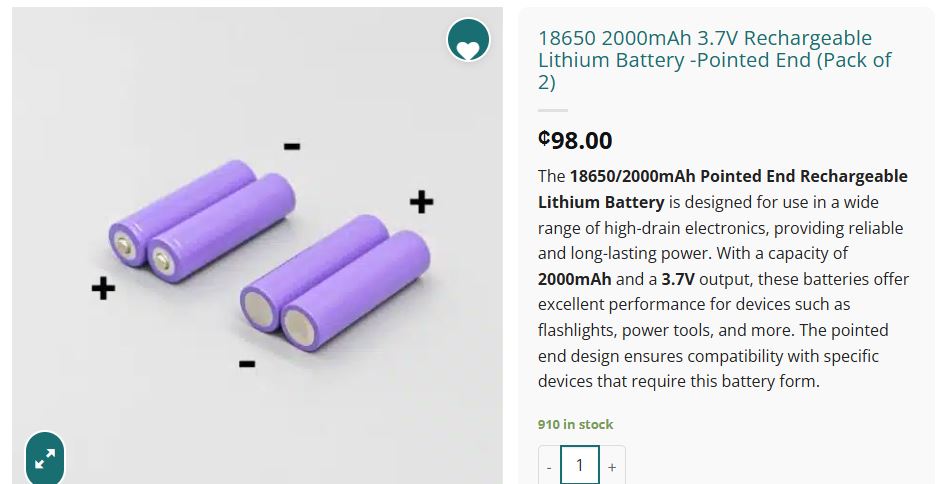 18650 2000mAh 3.7V Rechargeable
Lithium Battery -Pointed End (Pack of
2)
₵98.00
The 18650/2000mAh Pointed End Rechargeable
Lithium Battery is designed for use in a wide
range of high-drain electronics, providing reliable
and long-lasting power. With a capacity of
2000mAh and a 3.7V output, these batteries offer
excellent performance for devices such as
flashlights, power tools, and more. The pointed
end design ensures compatibility with specific
devices that require this battery form.
910 in stock
- 1 +
-
+
+
-